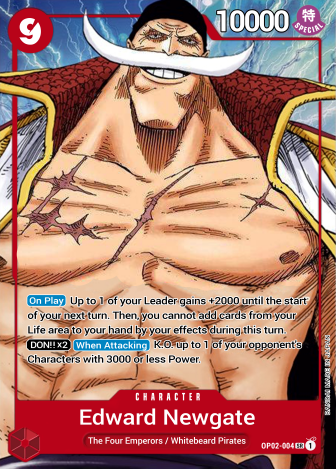 9
10000
特
SPECIAL
On Play Up to 1 of your Leader gains +2000 until the start
of your next turn. Then, you cannot add cards from your
Life area to your hand by your effects during this turn.
DON!! x2 When Attacking K.O. up to 1 of your opponent's
Characters with 3000 or less Power.
CHARACTER
Edward Newgate
The Four Emperors / Whitebeard Pirates
OP02-004 SR 1